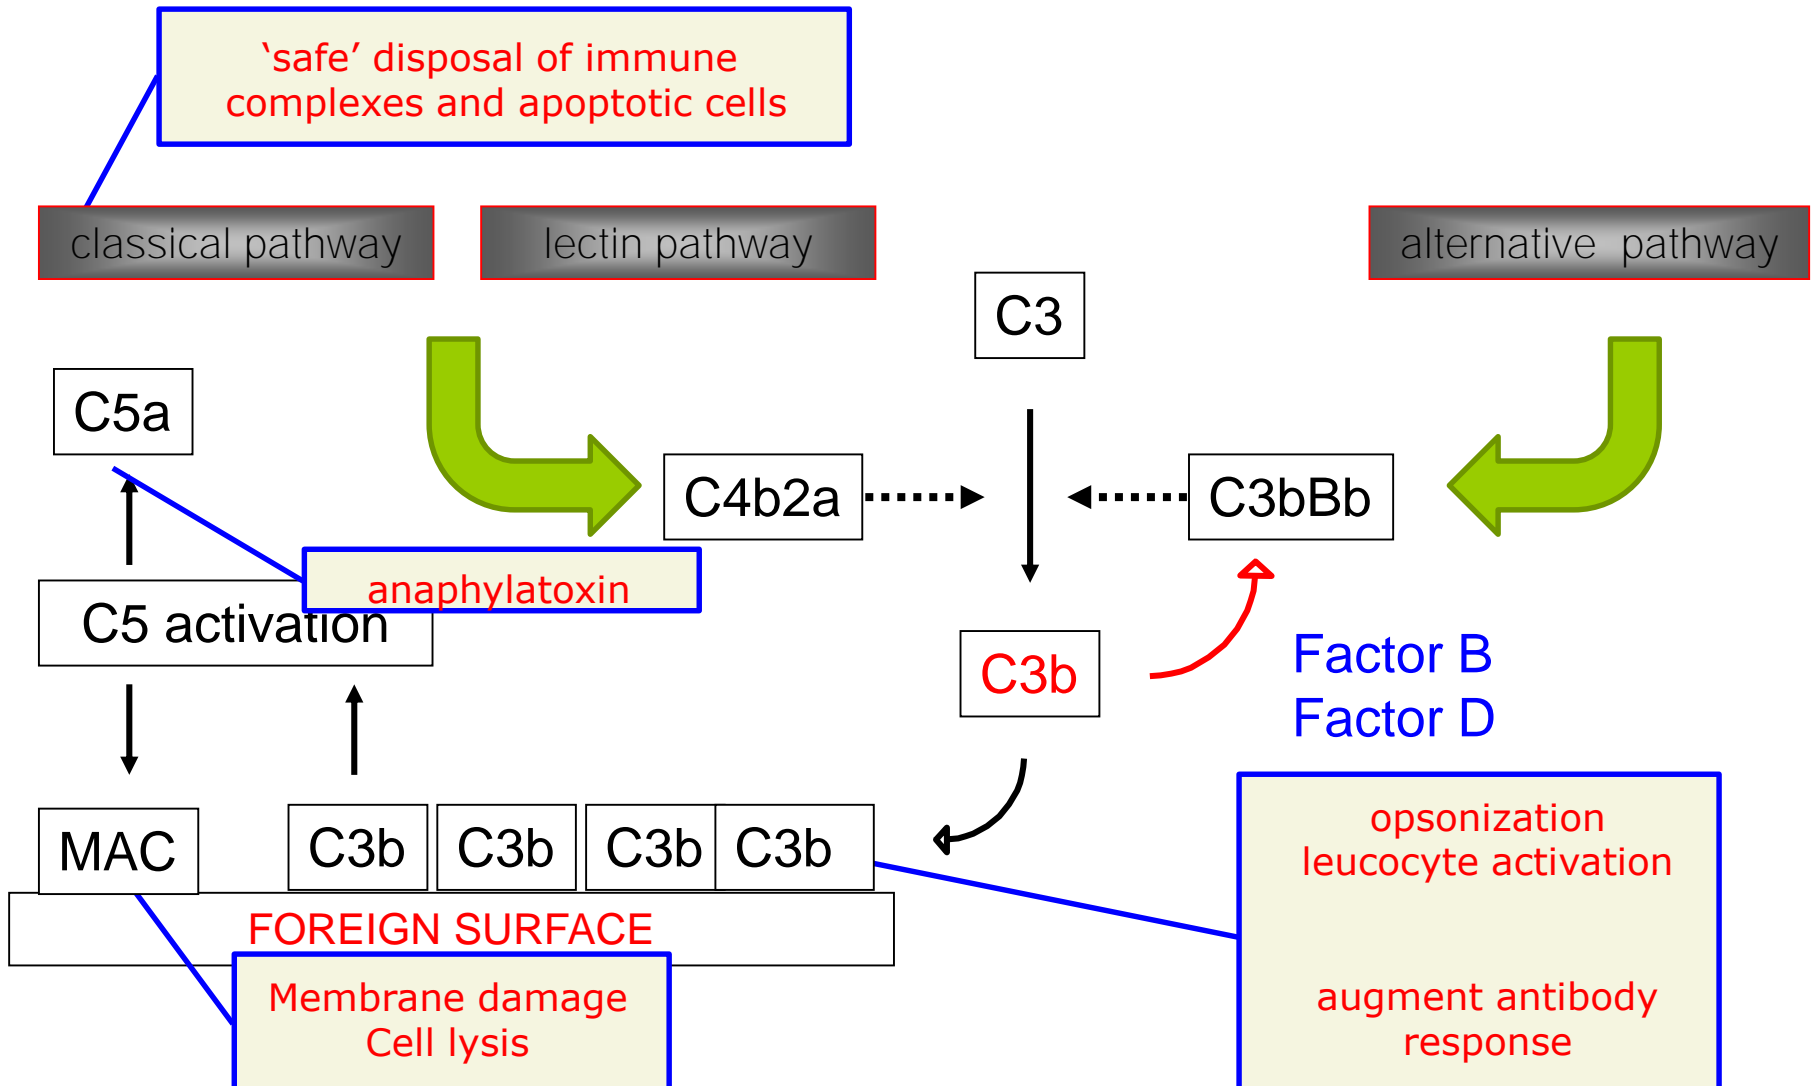 ‘safe’ disposal of immune
complexes and apoptotic cells
classical pathway
lectin pathway
alternative pathway
C3
C5a
C4b2a
C3bBb
anaphylatoxin
C5 activation
C3b
Factor B
Factor D
MAC
C3b
C3b
C3b
C3b
opsonization
leucocyte activation
FOREIGN SURFACE
Membrane damage
Cell lysis
augment antibody
response